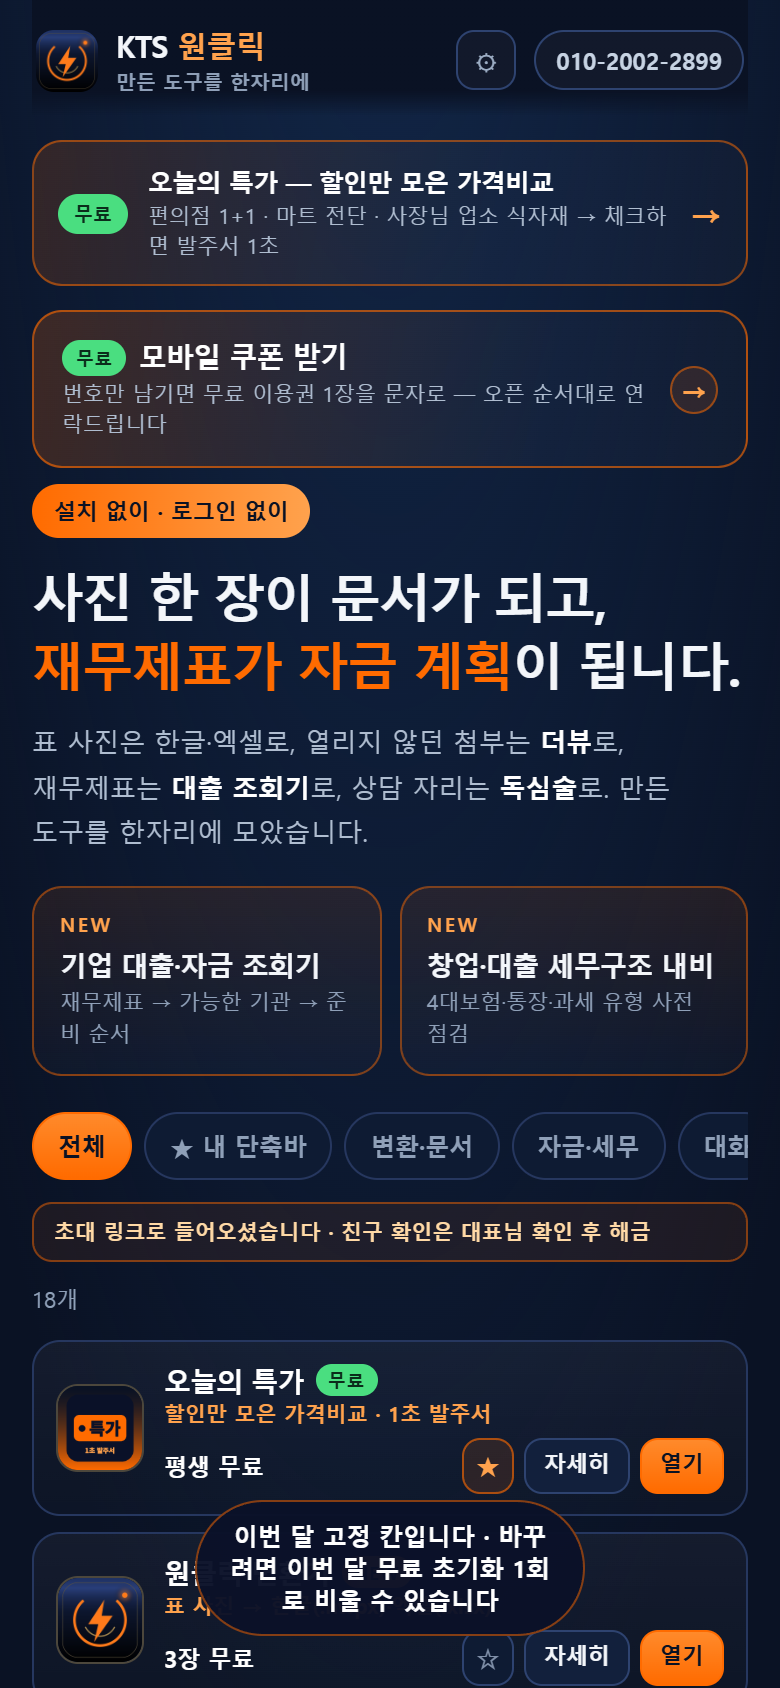 KTS 원클릭
만든 도구를 한자리에
010-2002-2899
오늘의 특가 — 할인만 모은 가격비교
무료
편의점 1+1 · 마트 전단 · 사장님 업소 식자재 → 체크하
면 발주서 1초
→
무료 모바일 쿠폰 받기
번호만 남기면 무료 이용권 1장을 문자로 — 오픈 순서대로 연
락드립니다
→
설치 없이 · 로그인 없이
사진 한 장이 문서가 되고,
재무제표가 자금 계획이 됩니다.
표 사진은 한글·엑셀로, 열리지 않던 첨부는 더뷰로,
재무제표는 대출 조회기로, 상담 자리는 독심술로. 만든
도구를 한자리에 모았습니다.
NEW
기업 대출·자금 조회기
재무제표 → 가능한 기관 → 준
비 순서
NEW
창업·대출 세무구조 내비
4대보험·통장·과세 유형 사전
점검
전체
★ 내 단축바
변환·문서
자금·세무
대화
초대 링크로 들어오셨습니다 · 친구 확인은 대표님 확인 후 해금
18개
특가
1초 발주서
오늘의 특가 무료
할인만 모은 가격비교 · 1초 발주서
평생 무료
★
자세히
열기
이번 달 고정 칸입니다 · 바꾸
려면 이번 달 무료 초기화 1회
로 비울 수 있습니다
표
3장 무료
☆
자세히
열기